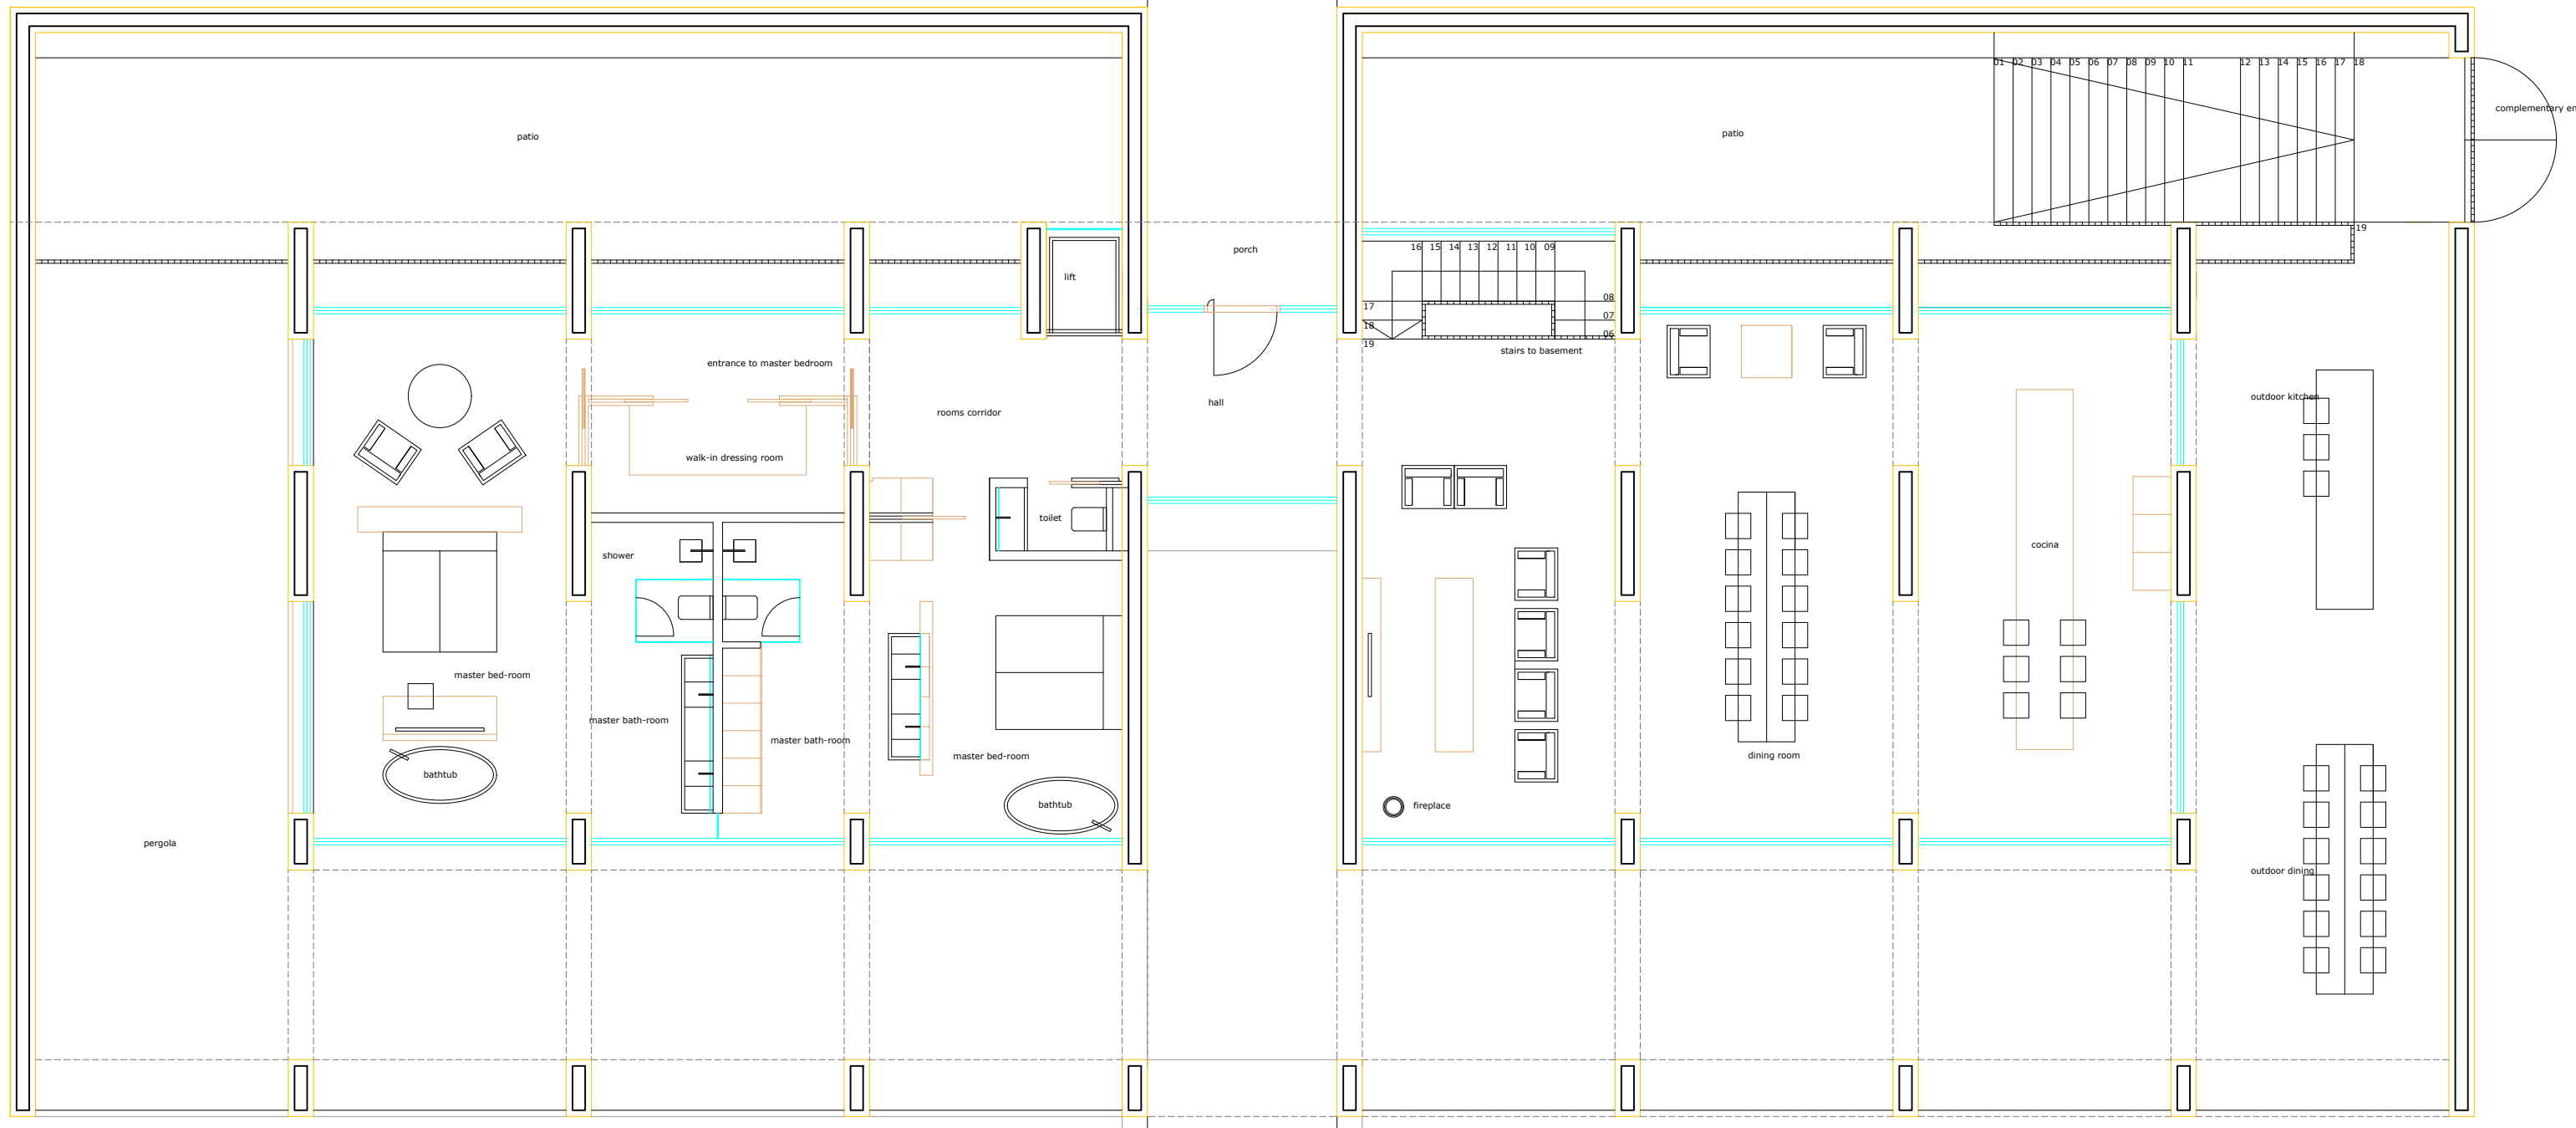 01 02 03 04 05 06 07 08 09 10 11 12 13 14 15 16 17 18
complementary en
patio
patio
19
porch
16 15 14 13 12 11 10 09
lift
08
17
07
18
06
19
stairs to basement
entrance to master bedroom
outdoor kitchen
hall
rooms corridor
walk-in dressing room
toilet
cocina
shower
master bed-room
master bath-room
master bath-room
dining room
master bed-room
bathtub
bathtub
fireplace
pergola
outdoor dining